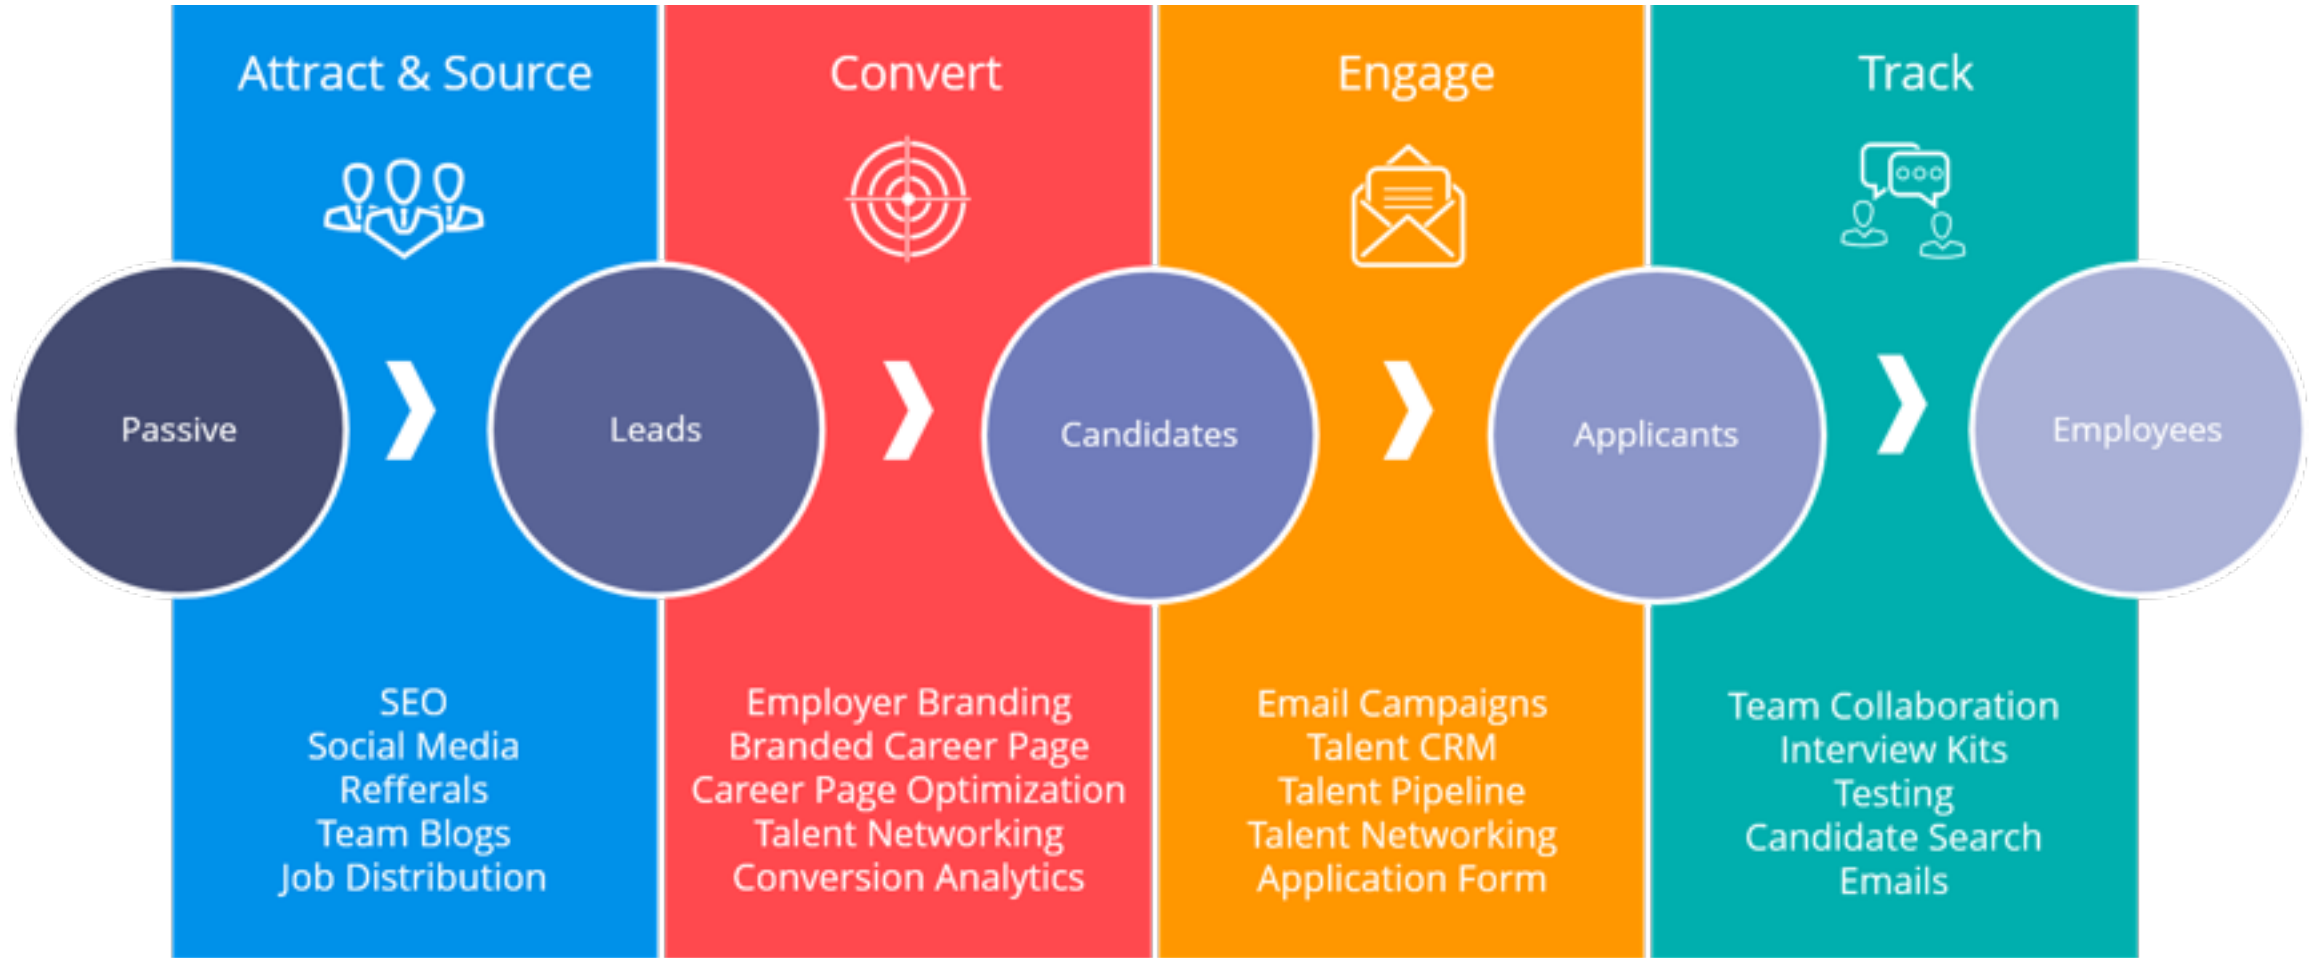 Attract & Source
Convert
Engage
Track
Passive
Leads
Candidates
Applicants
Employees
SEO
Social Media
Refferals
Team Blogs
Job Distribution
Employer Branding
Branded Career Page
Career Page Optimization
Talent Networking
Conversion Analytics
Email Campaigns
Talent CRM
Talent Pipeline
Talent Networking
Application Form
Team Collaboration
Interview Kits
Testing
Candidate Search
Emails